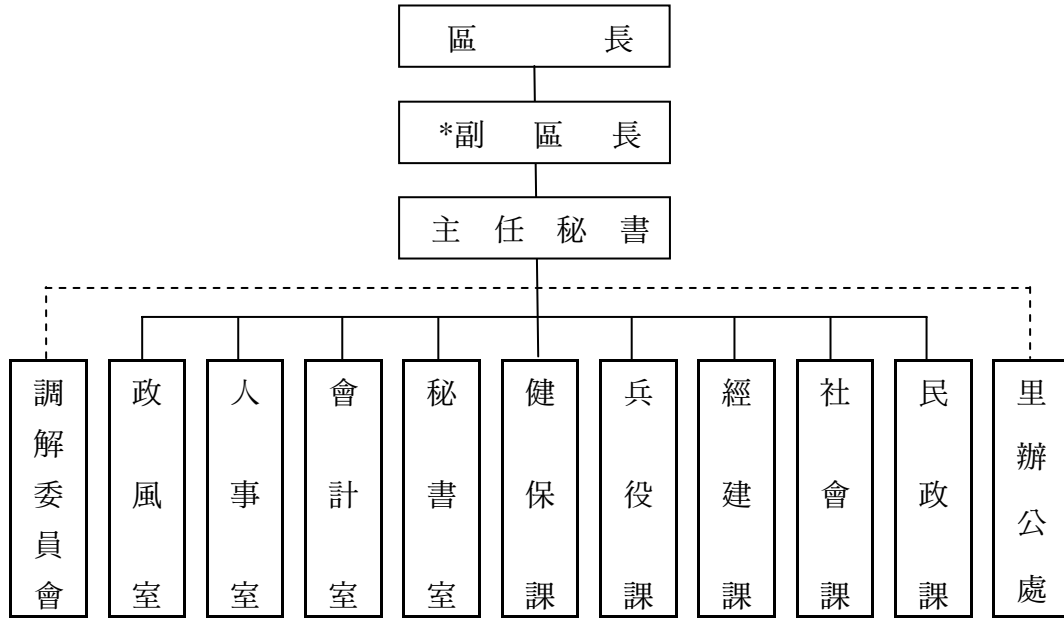 區長
*副區長
主任秘書
調解委員會
政風室
人事室
會計室
秘書室
健保課
兵役課
經建課
社會課
民政課
里辦公處